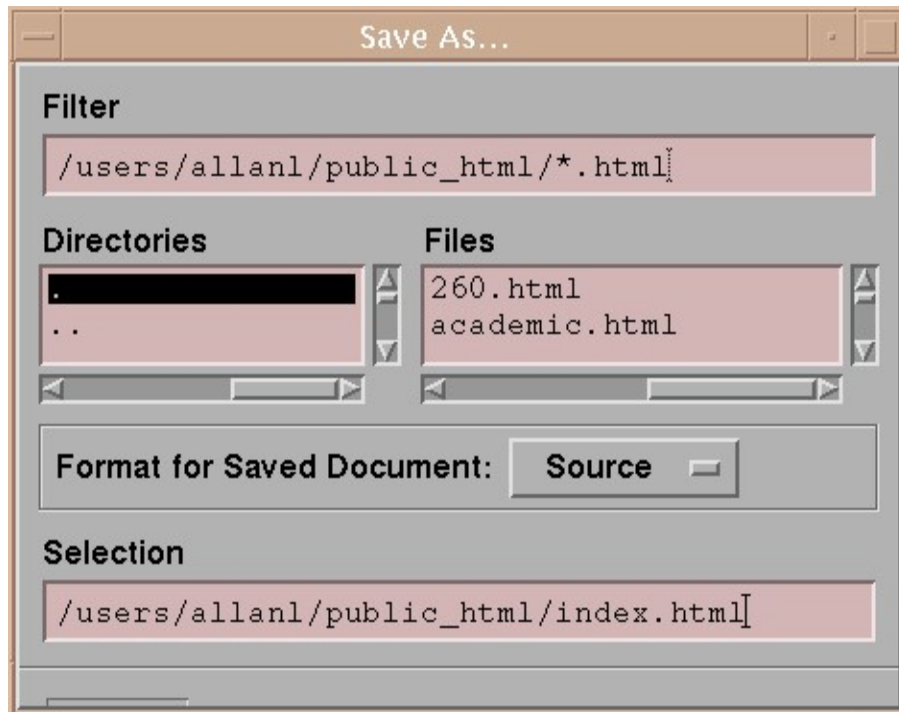 Save As...
Filter
/users/allanl/public_html/*.html
Directories
.
..
Files
260.html
academic.html
Format for Saved Document: Source
Selection
/users/allanl/public_html/index.html